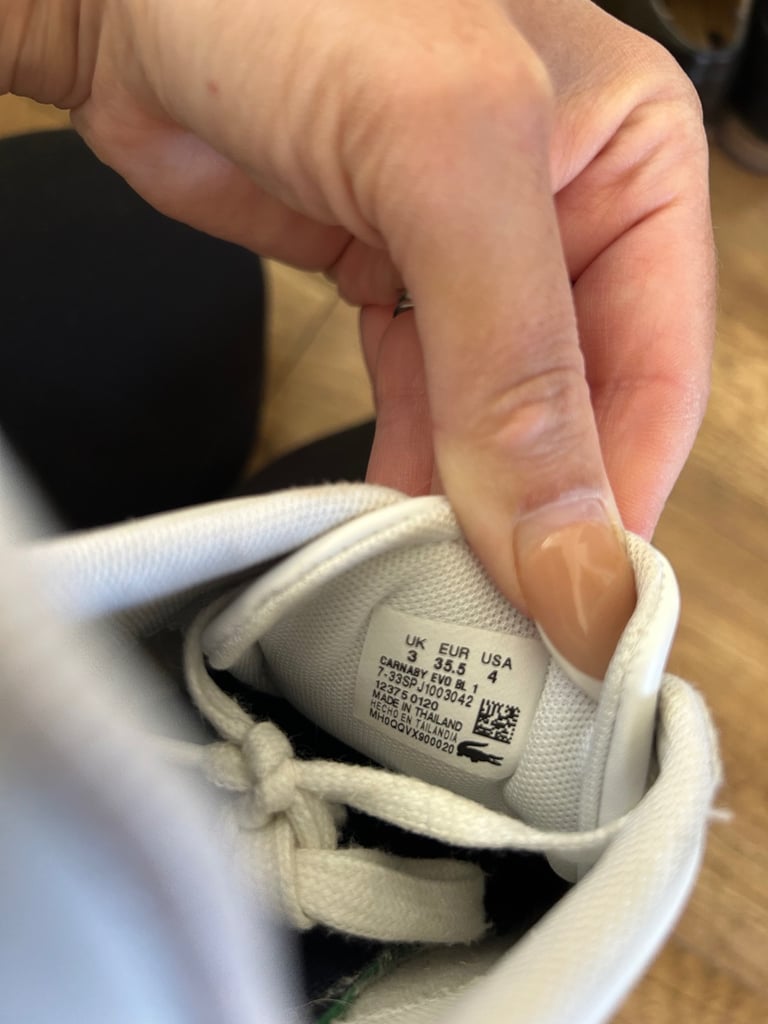 UK EUR USA
3 35.5 4
CARNABY EVO BL 1
7-33SPJ1003042
12375 0120
MADE IN THAILAND
HECHO EN TAILANDIA
MH0QQVX900020